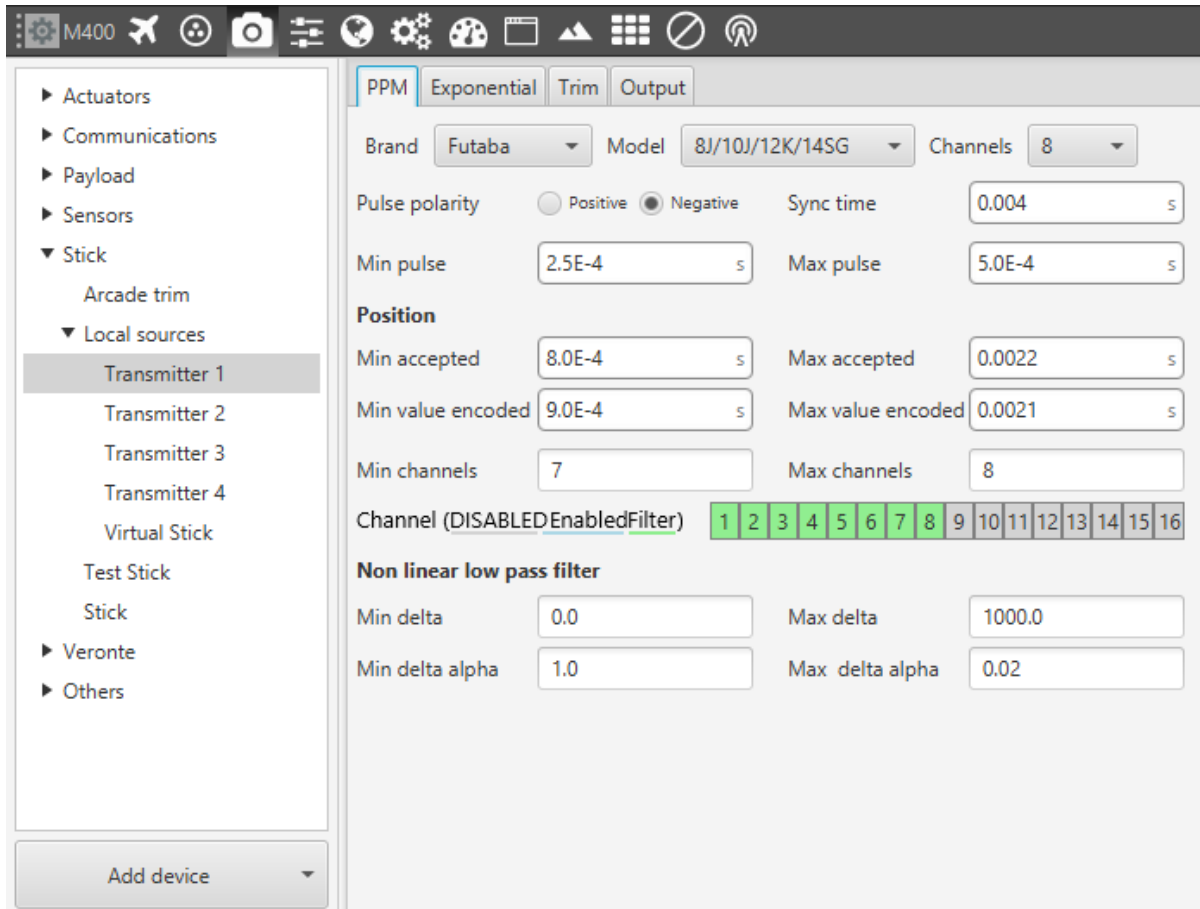 M400
Actuators
Communications
Payload
Sensors
Stick
Arcade trim
Local sources
Transmitter 1
Transmitter 2
Transmitter 3
Transmitter 4
Virtual Stick
Test Stick
Stick
Veronte
Others
Add device
PPM Exponential Trim Output
Brand Futaba Model 8J/10J/12K/14SG Channels 8
Pulse polarity Positive Negative Sync time 0.004 s
Min pulse 2.5E-4 s Max pulse 5.0E-4 s
Position
Min accepted 8.0E-4 s Max accepted 0.0022 s
Min value encoded 9.0E-4 s Max value encoded 0.0021 s
Min channels 7 Max channels 8
Channel (DISABLEDEnabledFilter) 1 2 3 4 5 6 7 8 9 10 11 12 13 14 15 16
Non linear low pass filter
Min delta 0.0 Max delta 1000.0
Min delta alpha 1.0 Max delta alpha 0.02